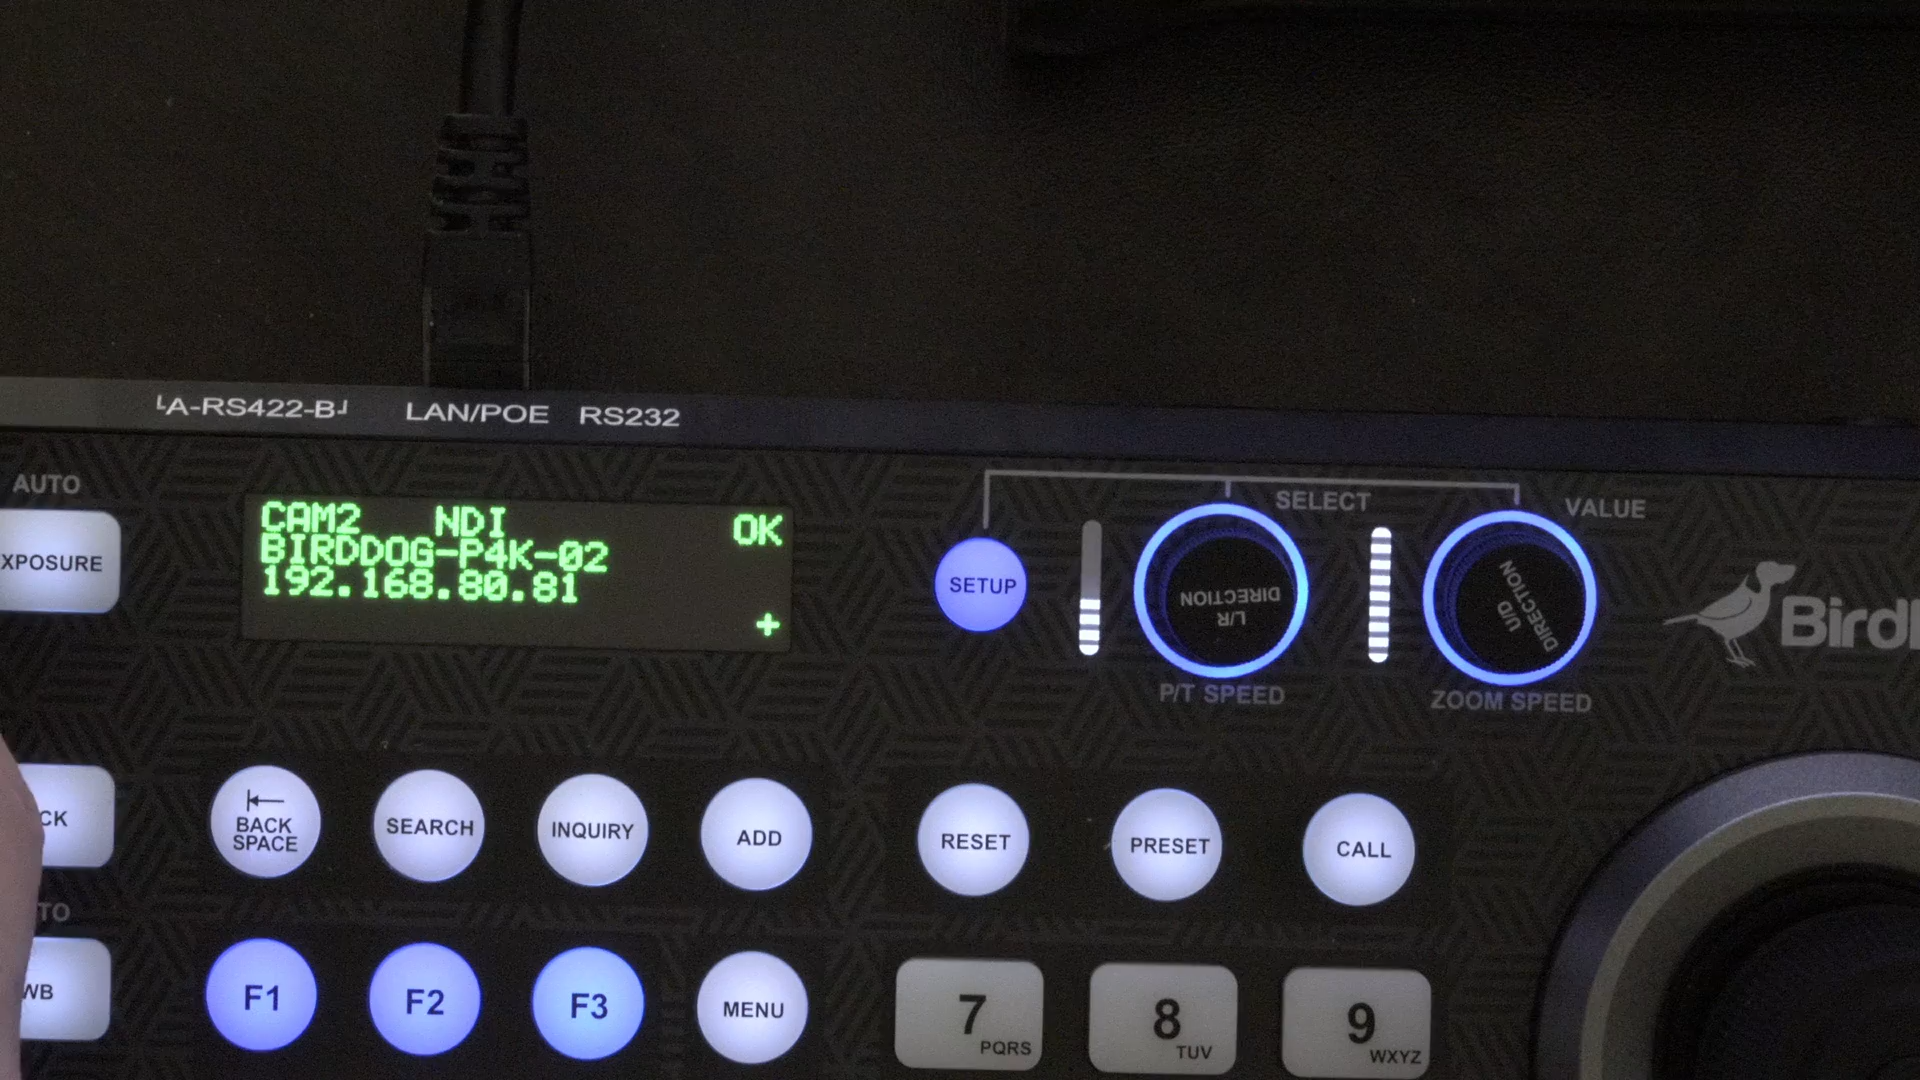 A-RS422-B LAN/POE RS232
AUTO
XPOSURE
CAM2 NDI OK
BIRDDOG-P4K-02
192.168.80.81
+
SETUP
SELECT
VALUE
L/R DIRECTION
U/D DIRECTION
P/T SPEED
ZOOM SPEED
Bird
CK
BACK
SPACE
SEARCH
INQUIRY
ADD
RESET
PRESET
CALL
TO
WB
F1
F2
F3
MENU
7 PQRS
8 TUV
9 WXYZ